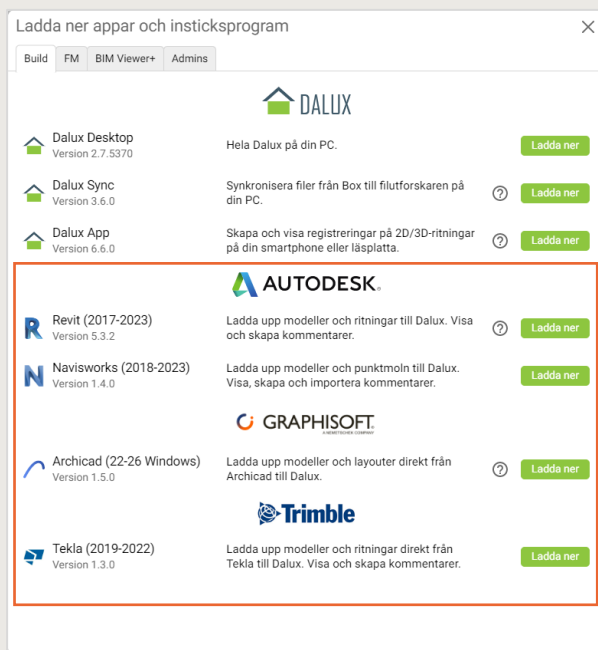 Ladda ner appar och insticksprogram
Build FM BIM Viewer+ Admins
DALUX
Dalux Desktop
Version 2.7.5370
Hela Dalux på din PC.
Ladda ner
Dalux Sync
Version 3.6.0
Synkronisera filer från Box till filutforskaren på
din PC.
?
Ladda ner
Dalux App
Version 6.6.0
Skapa och visa registreringar på 2D/3D-ritningar
på din smartphone eller läsplatta.
?
Ladda ner
AUTODESK.
R
Revit (2017-2023)
Version 5.3.2
Ladda upp modeller och ritningar till Dalux. Visa
och skapa kommentarer.
?
Ladda ner
N
Navisworks (2018-2023)
Version 1.4.0
Ladda upp modeller och punktmoln till Dalux.
Visa, skapa och importera kommentarer.
Ladda ner
GRAPHISOFT.
A NEMETSCHEK COMPANY
Archicad (22-26 Windows)
Version 1.5.0
Ladda upp modeller och layouter direkt från
Archicad till Dalux.
?
Ladda ner
Trimble
Tekla (2019-2022)
Version 1.3.0
Ladda upp modeller och ritningar direkt från
Tekla till Dalux. Visa och skapa kommentarer.
Ladda ner